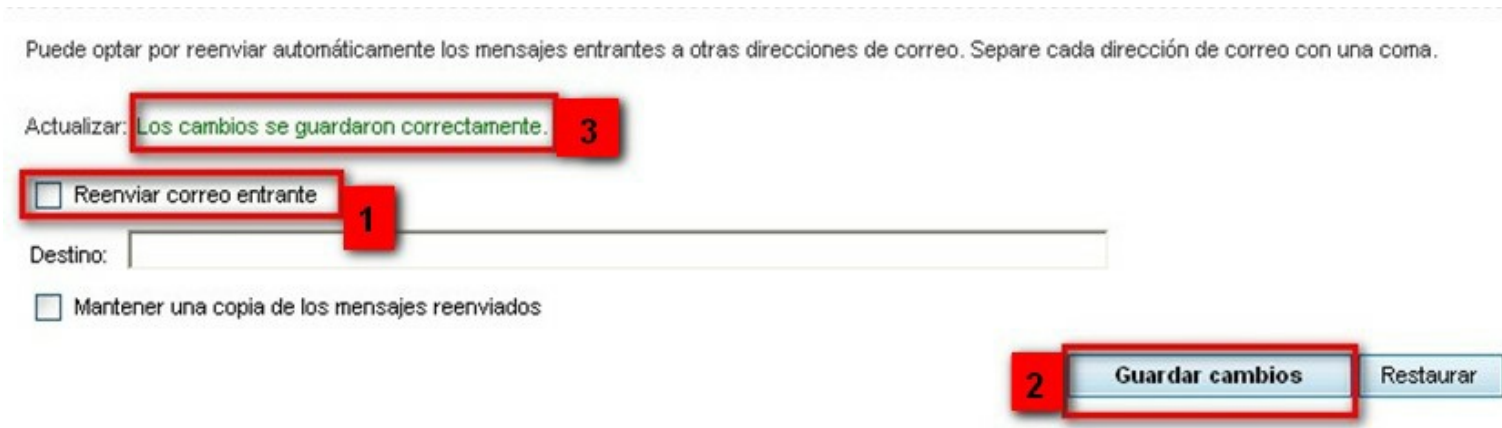 Puede optar por reenviar automáticamente los mensajes entrantes a otras direcciones de correo. Separe cada dirección de correo con una coma.
Actualizar: Los cambios se guardaron correctamente. 3
Reenviar correo entrante 1
Destino:
Mantener una copia de los mensajes reenviados
2 Guardar cambios Restaurar